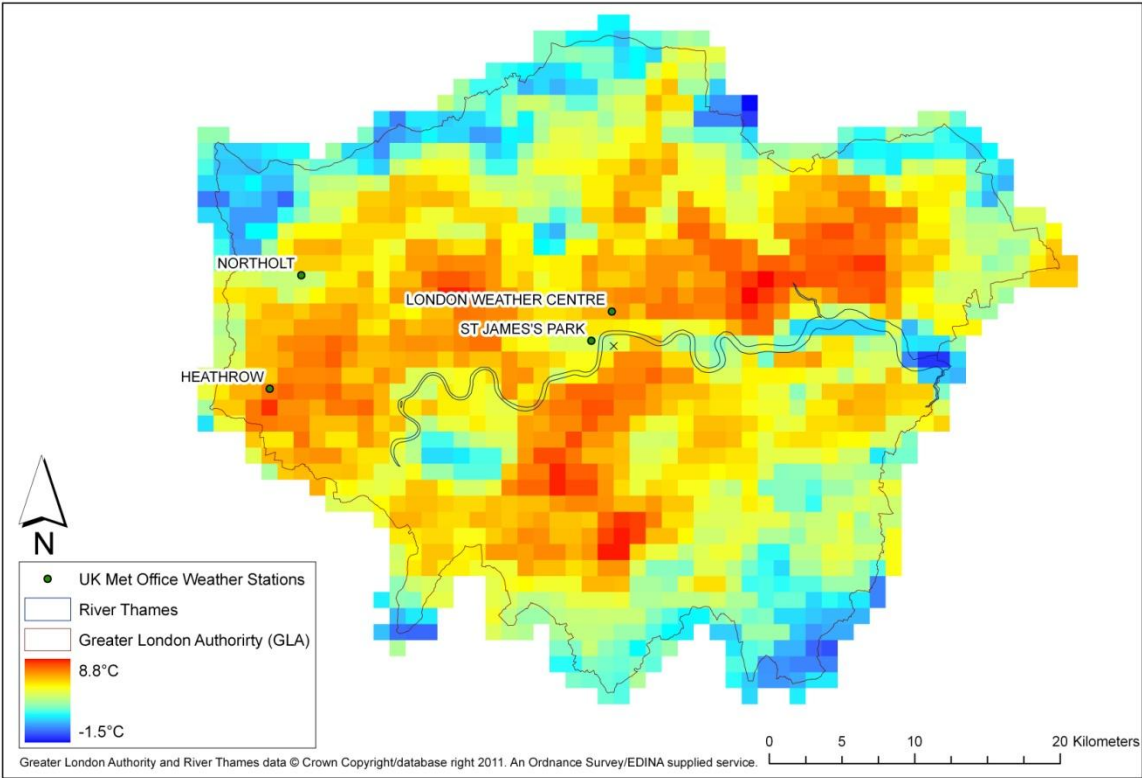 NORTHOLT
LONDON WEATHER CENTRE
ST JAMES'S PARK
HEATHROW
N
UK Met Office Weather Stations
River Thames
Greater London Authorirty (GLA)
8.8°C
-1.5°C
0 5 10 20 Kilometers
Greater London Authority and River Thames data © Crown Copyright/database right 2011. An Ordnance Survey/EDINA supplied service.